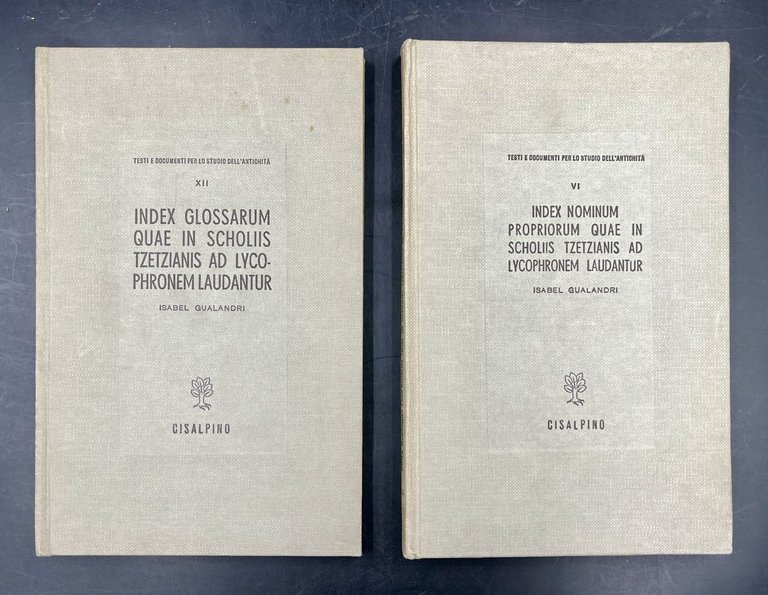 TESTI E DOCUMENTI PER LO STUDIO DELL'ANTICHITÀ
XII
INDEX GLOSSARUM
QUAE IN SCHOLIIS
TZETZIANIS AD LYCO-
PHRONEM LAUDANTUR
ISABEL GUALANDRI
CISALPINO
TESTI E DOCUMENTI PER LO STUDIO DELL'ANTICHITÀ
VI
INDEX NOMINUM
PROPRIORUM QUAE IN
SCHOLIIS TZETZIANIS AD
LYCOPHRONEM LAUDANTUR
ISABEL GUALANDRI
CISALPINO